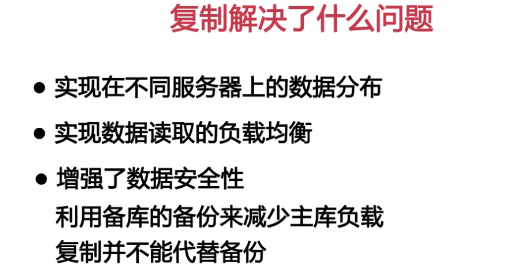 复制解决了什么问题
● 实现在不同服务器上的数据分布
● 实现数据读取的负载均衡
● 增强了数据安全性
利用备库的备份来减少主库负载
复制并不能代替备份